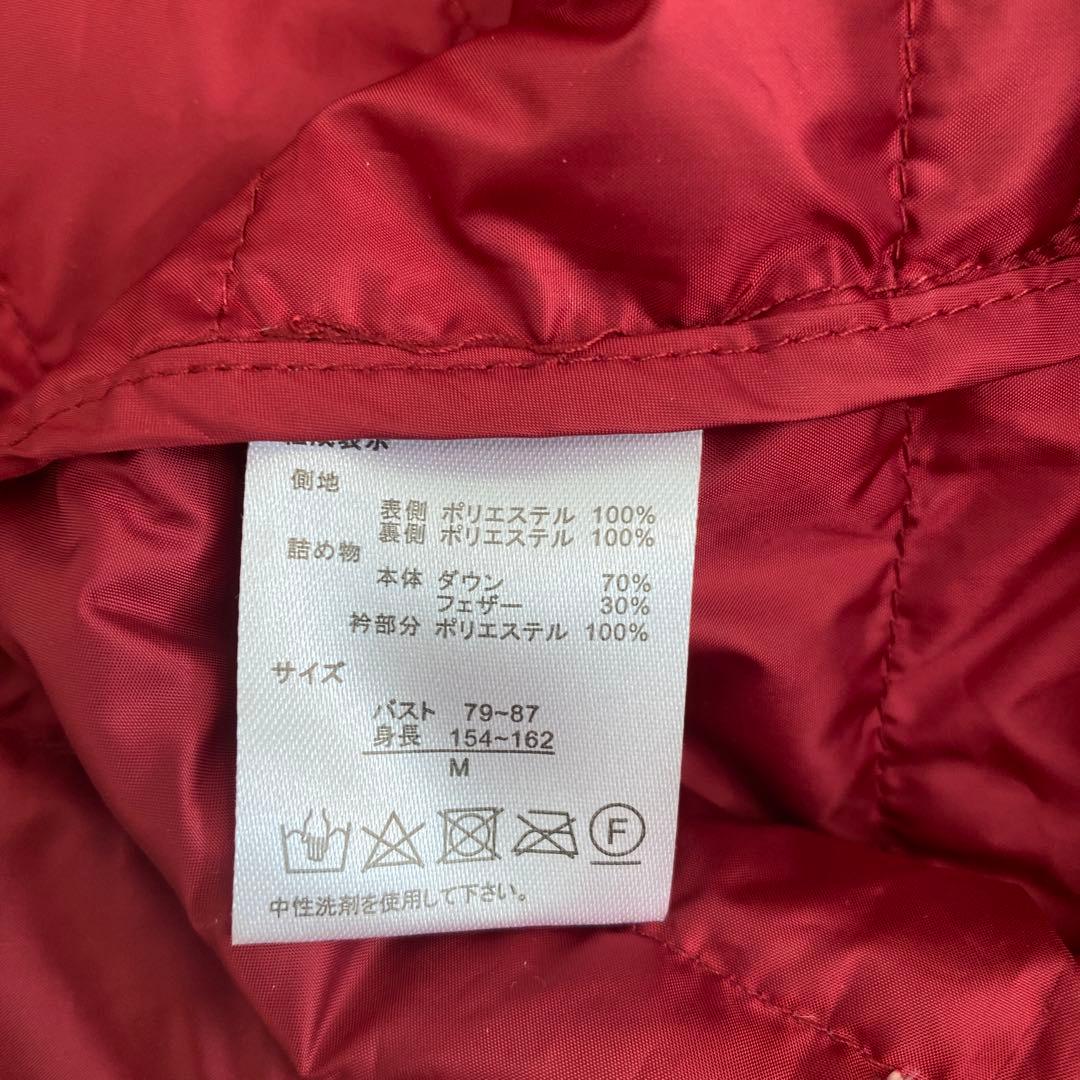 側地
表側 ポリエステル 100%
裏側 ポリエステル 100%
詰め物
本体 ダウン 70%
フェザー 30%
衿部分 ポリエステル 100%
サイズ
バスト 79~87
身長 154~162
M
F
中性洗剤を使用して下さい。